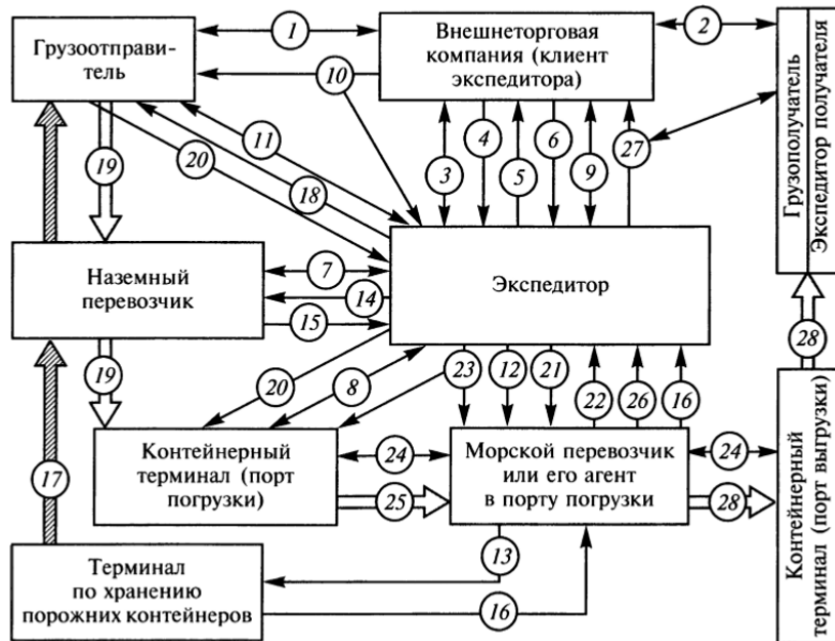 Грузоотправи-
тель
1
Внешнеторговая
компания (клиент
экспедитора)
2
Грузополучатель
Экспедитор получателя
10
19
20
11
18
3
4
5
6
9
27
Наземный
перевозчик
7
14
15
Экспедитор
28
19
20
8
23
12
21
22
26
16
17
Контейнерный
терминал (порт
погрузки)
24
25
Морской перевозчик
или его агент
в порту погрузки
24
28
Контейнерный
терминал (порт выгрузки)
13
Терминал
по хранению
порожних контейнеров
16